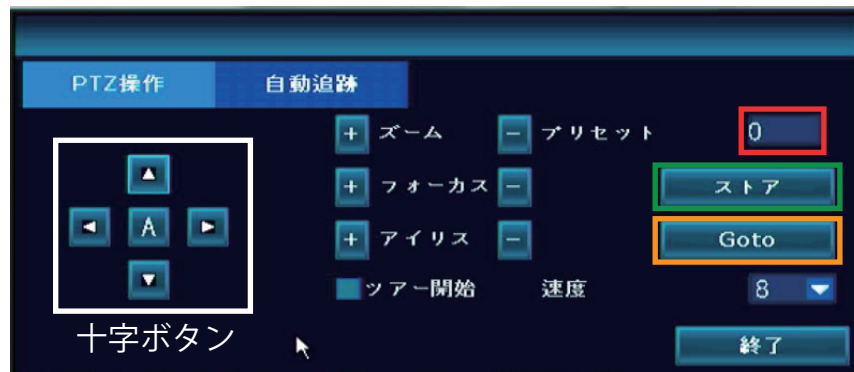 PTZ操作 自動追跡
+ ズーム - プリセット 0
+ フォーカス - ストア
A
+ アイリス - Goto
ツアー開始 速度 8
十字ボタン
終了